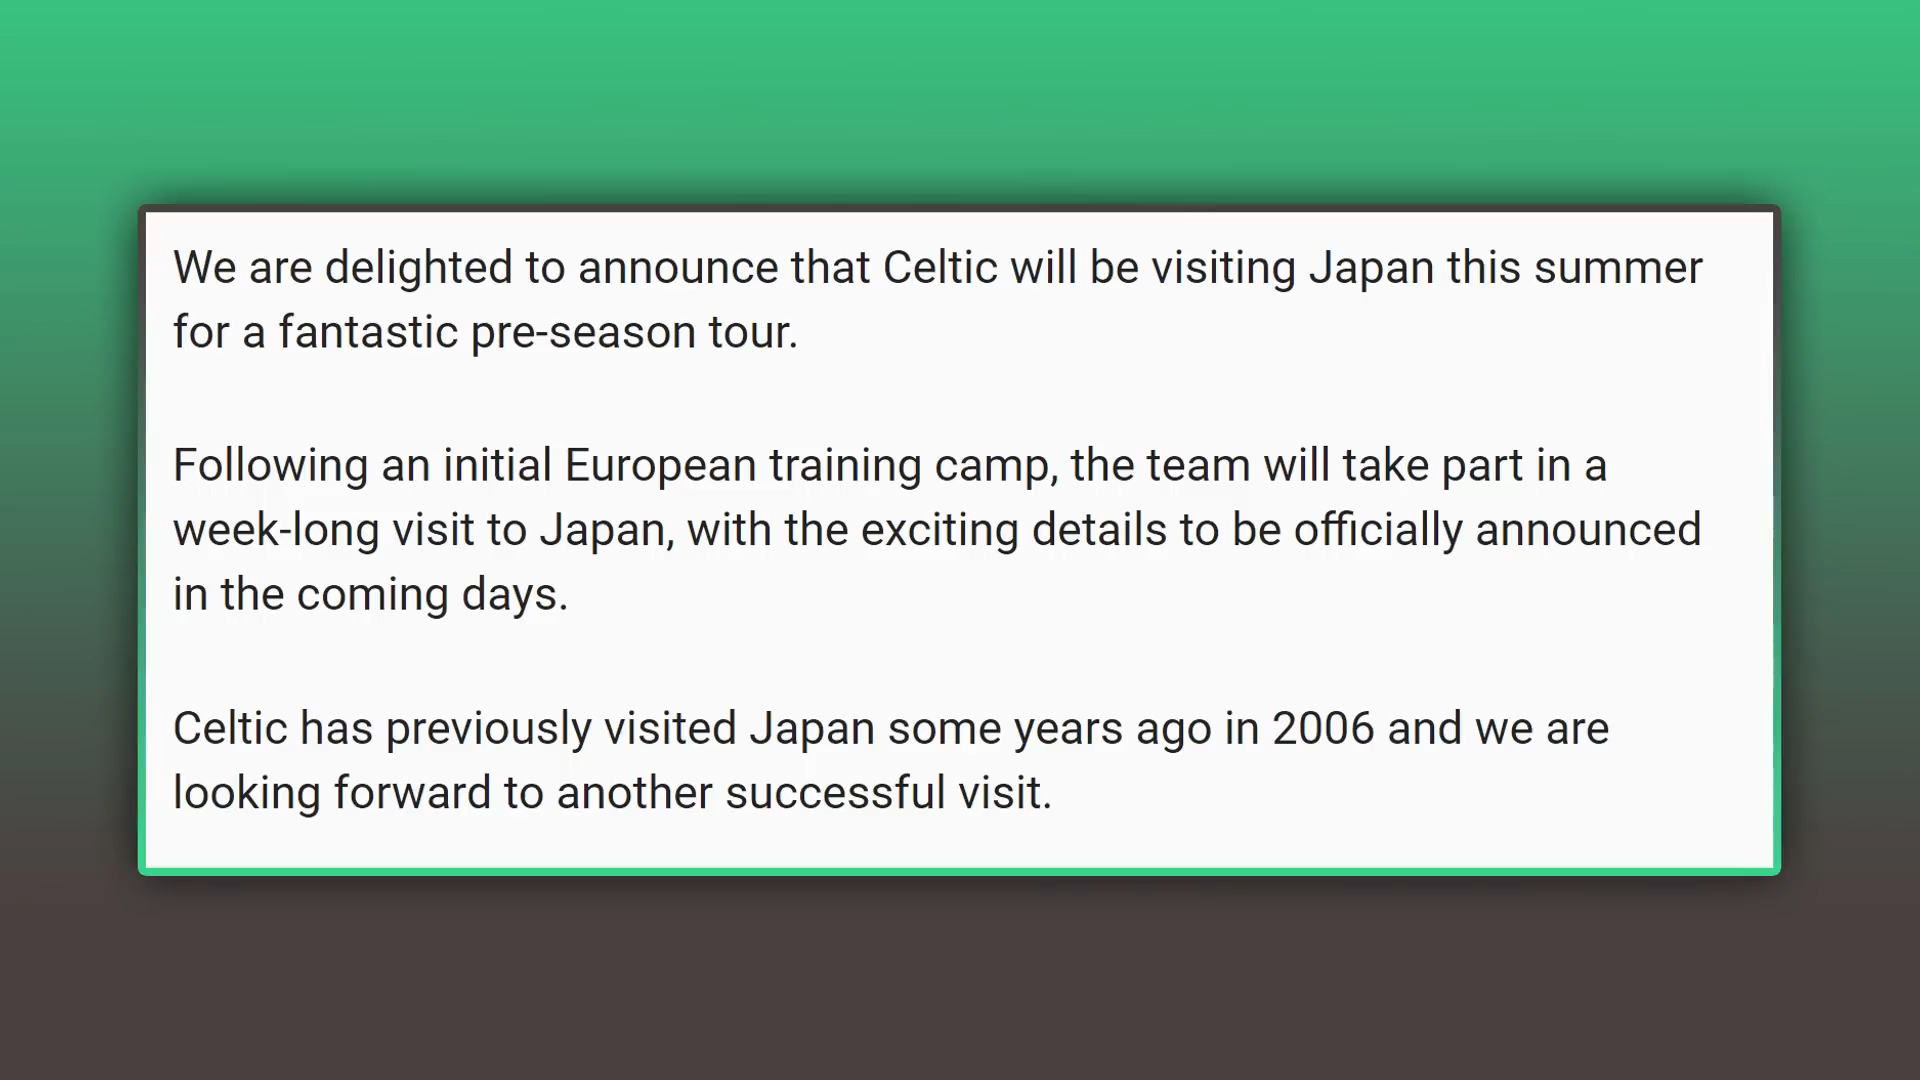 We are delighted to announce that Celtic will be visiting Japan this summer
for a fantastic pre-season tour.
Following an initial European training camp, the team will take part in a
week-long visit to Japan, with the exciting details to be officially announced
in the coming days.
Celtic has previously visited Japan some years ago in 2006 and we are
looking forward to another successful visit.